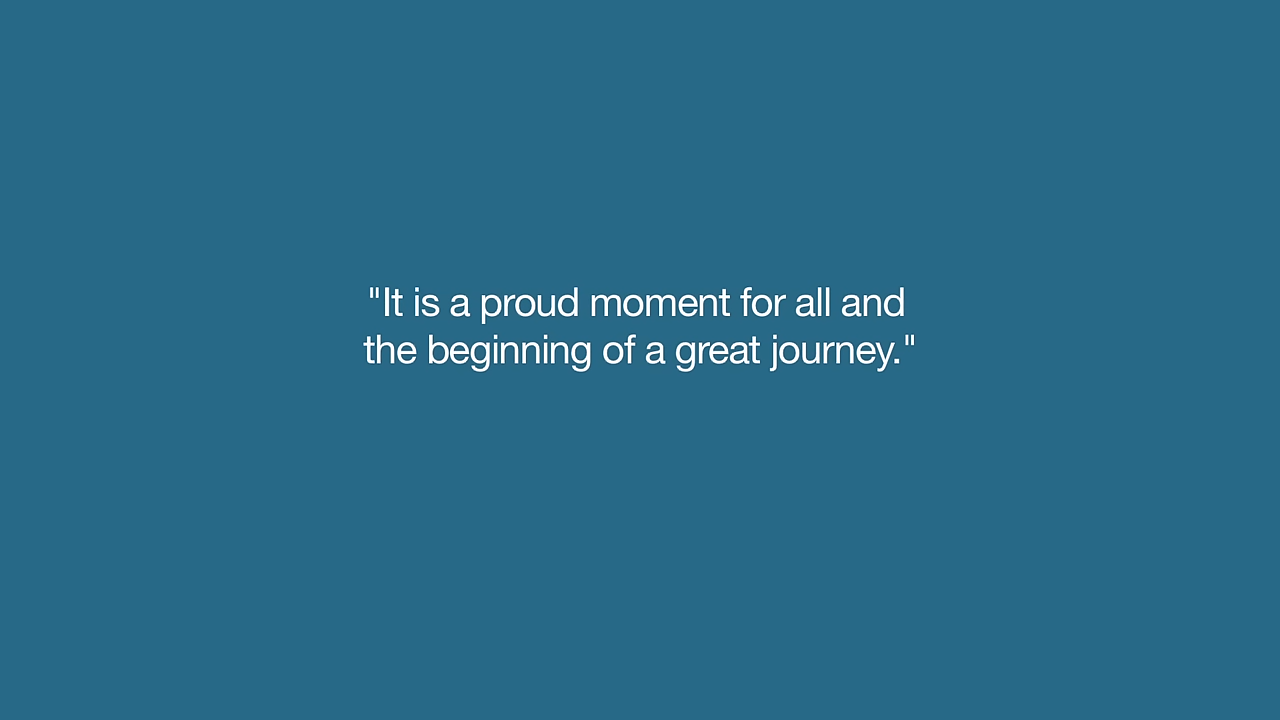 "It is a proud moment for all and
the beginning of a great journey."